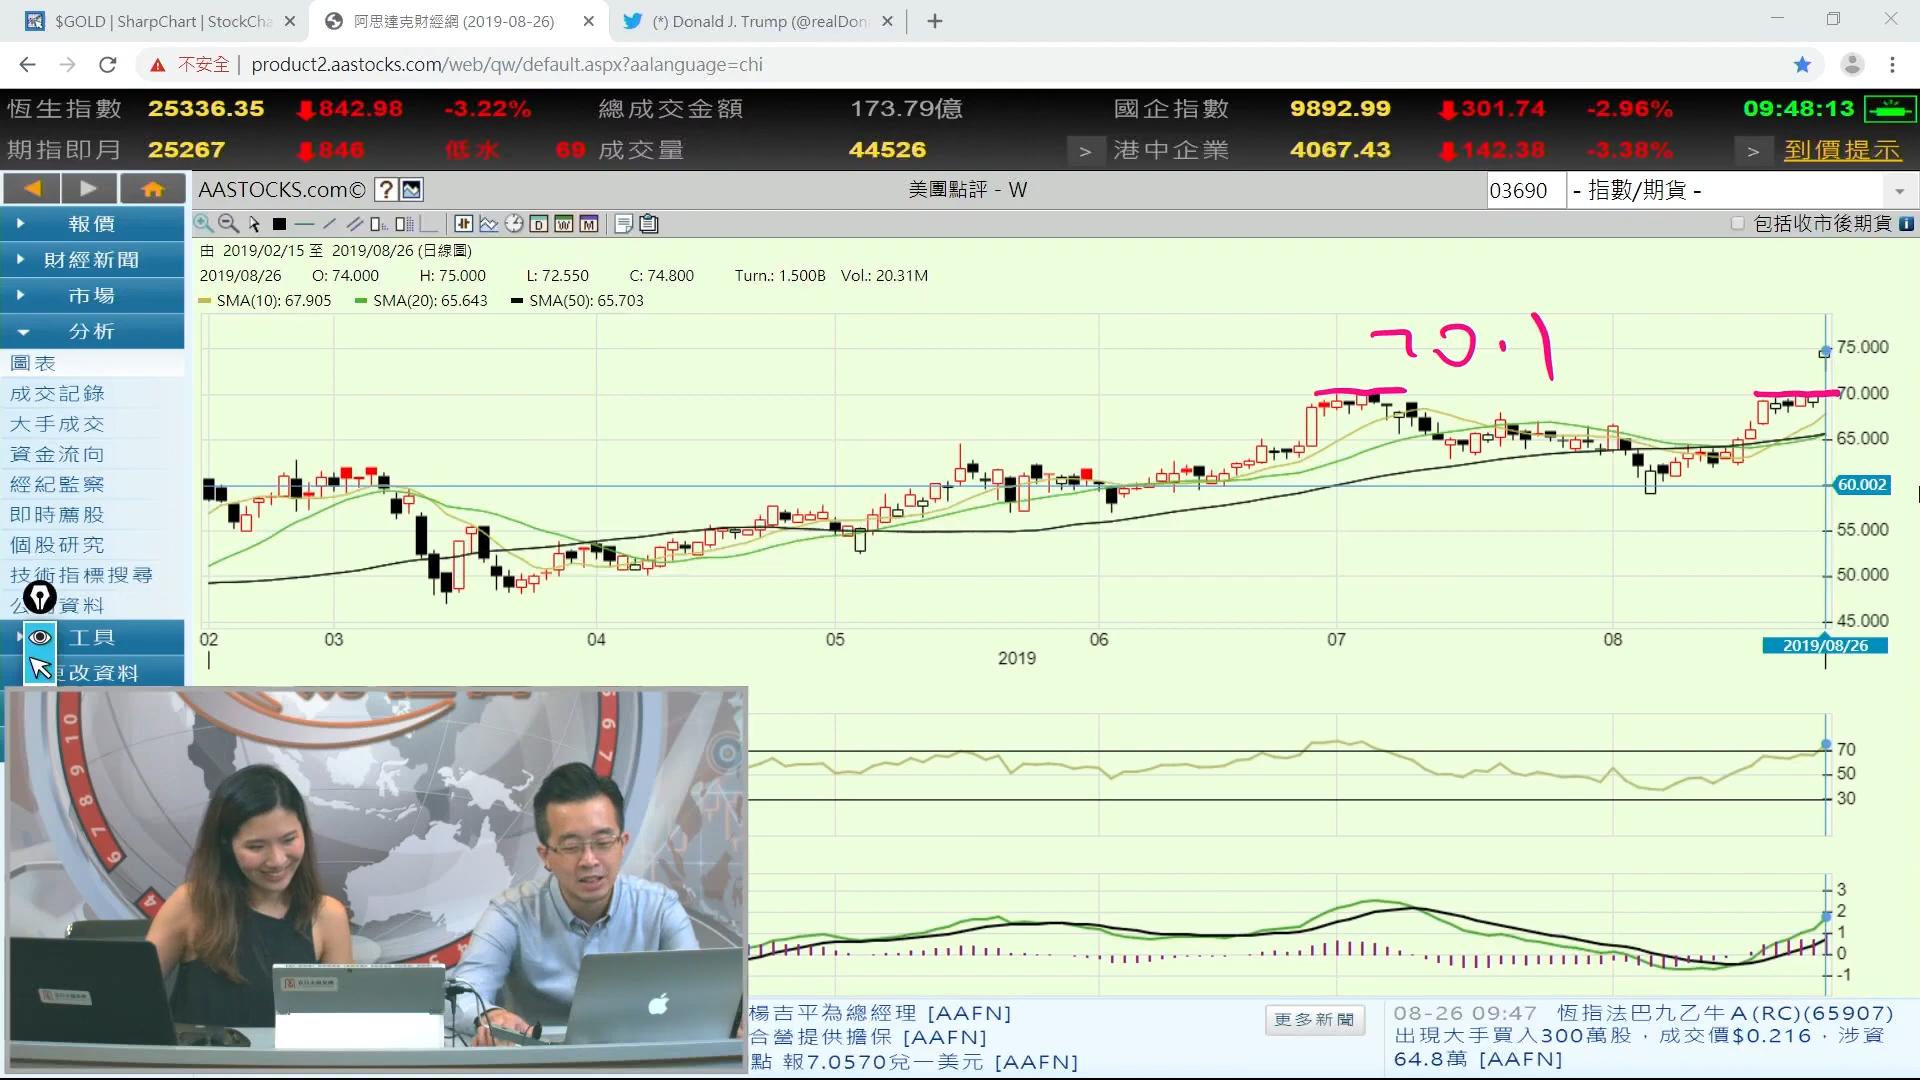 $GOLD | SharpChart | StockCha
阿思達克財經網 (2019-08-26)
(*) Donald J. Trump (@realDon
不安全 | product2.aastocks.com/web/qw/default.aspx?aalanguage=chi
恆生指數 25336.35 842.98 -3.22% 總成交金額 173.79億 國企指數 9892.99 301.74 -2.96% 09:48:13
期指即月 25267 846 低水 69 成交量 44526 > 港中企業 4067.43 142.38 -3.38% > 到價提示
AASTOCKS.com© ? 美團點評 - W 03690 - 指數/期貨 -
D W M 包括收市後期貨 i
報價
財經新聞
市場
分析
圖表
成交記錄
大手成交
資金流向
經紀監察
即時薦股
個股研究
技術指標搜尋
資料
工具
更改資料
由 2019/02/15 至 2019/08/26 (日線圖)
2019/08/26 O: 74.000 H: 75.000 L: 72.550 C: 74.800 Turn.: 1.500B Vol.: 20.31M
SMA(10): 67.905 SMA(20): 65.643 SMA(50): 65.703
70.1
75.000
70.000
65.000
60.002
55.000
50.000
45.000
02 03 04 05 06 07 08 2019/08/26
2019
70
50
30
3
2
1
0
-1
楊吉平為總經理 [AAFN]
合營提供擔保 [AAFN]
點 報7.0570兌一美元 [AAFN]
更多新聞
08-26 09:47 恆指法巴九乙牛A(RC)(65907)
出現大手買入300萬股，成交價$0.216，涉資
64.8萬 [AAFN]